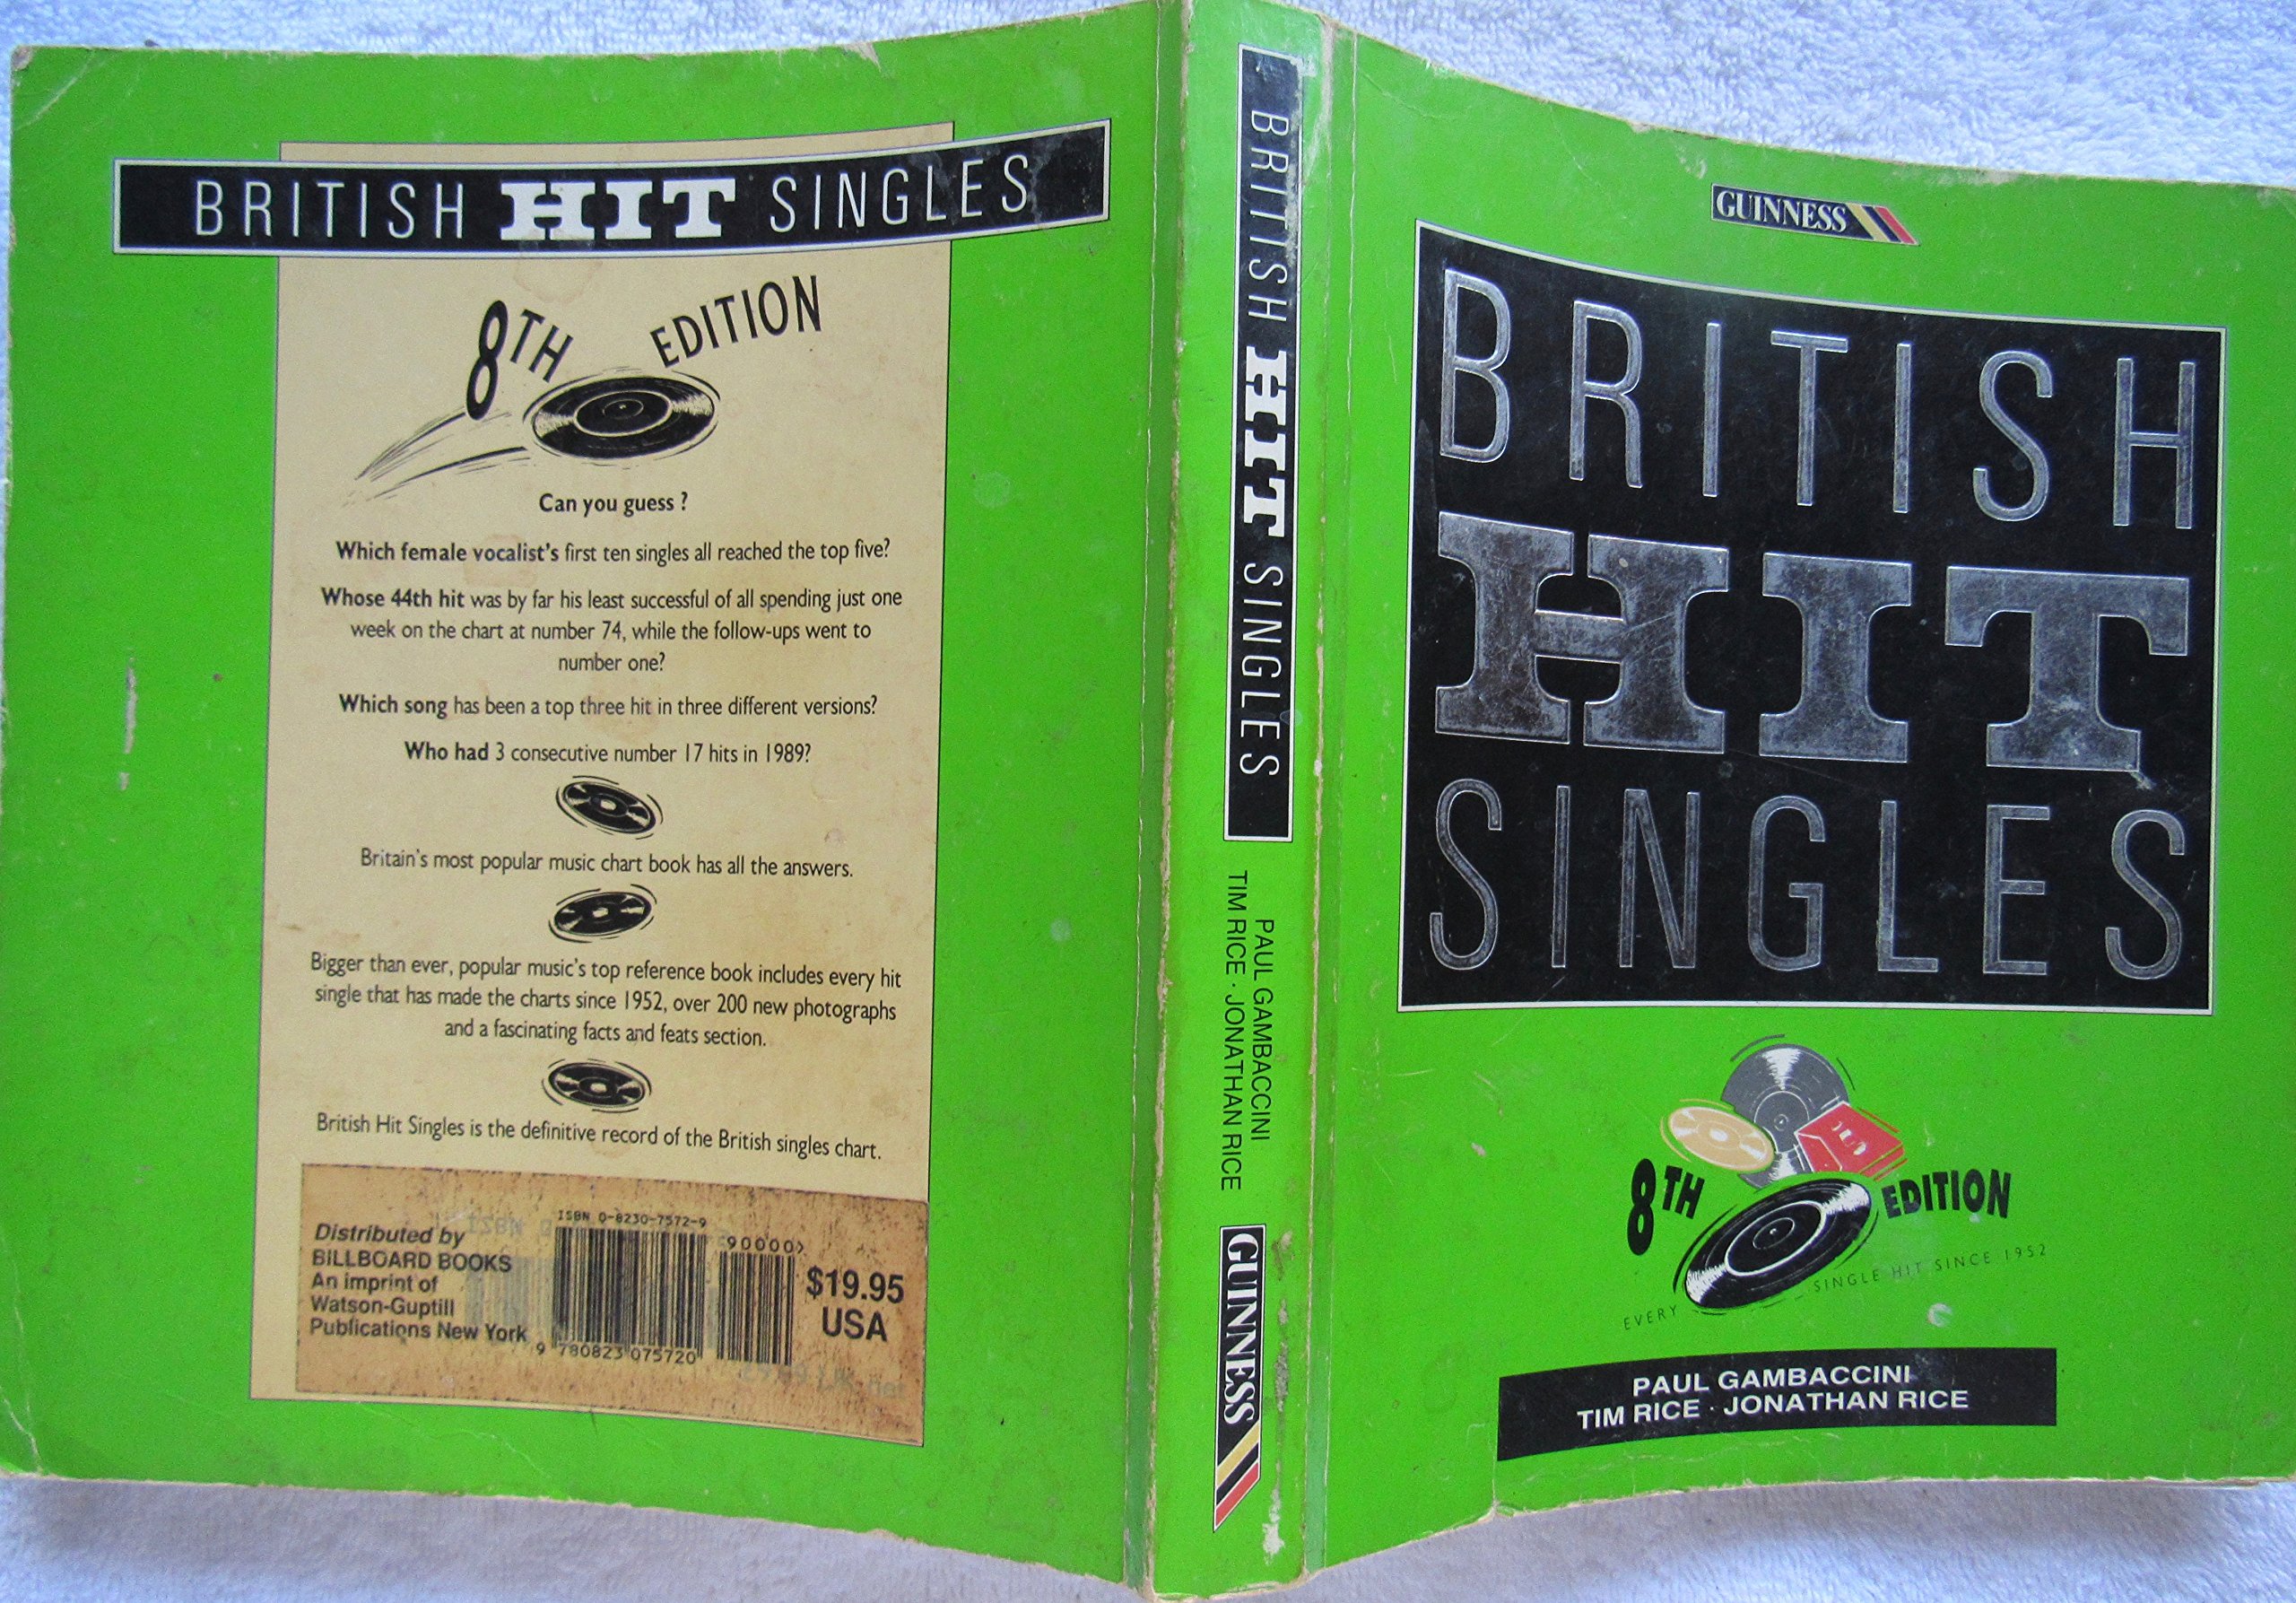 BRITISH HIT SINGLES
8TH EDITION
Can you guess ?
Which female vocalist's first ten singles all reached the top five?
Whose 44th hit was by far his least successful of all spending just one
week on the chart at number 74, while the follow-ups went to
number one?
Which song has been a top three hit in three different versions?
Who had 3 consecutive number 17 hits in 1989?
Britain's most popular music chart book has all the answers.
Bigger than ever, popular music's top reference book includes every hit
single that has made the charts since 1952, over 200 new photographs
and a fascinating facts and feats section.
British Hit Singles is the definitive record of the British singles chart.
Distributed by
BILLBOARD BOOKS
An imprint of
Watson-Guptill
Publications New York
ISBN 0-8230-7572-9
90000>
9 780823 075720
$19.95
USA
BRITISH HIT SINGLES
PAUL GAMBACCINI
TIM RICE · JONATHAN RICE
GUINNESS
GUINNESS
BRITISH
HIT
SINGLES
8TH EDITION
EVERY SINGLE HIT SINCE 1952
PAUL GAMBACCINI
TIM RICE · JONATHAN RICE